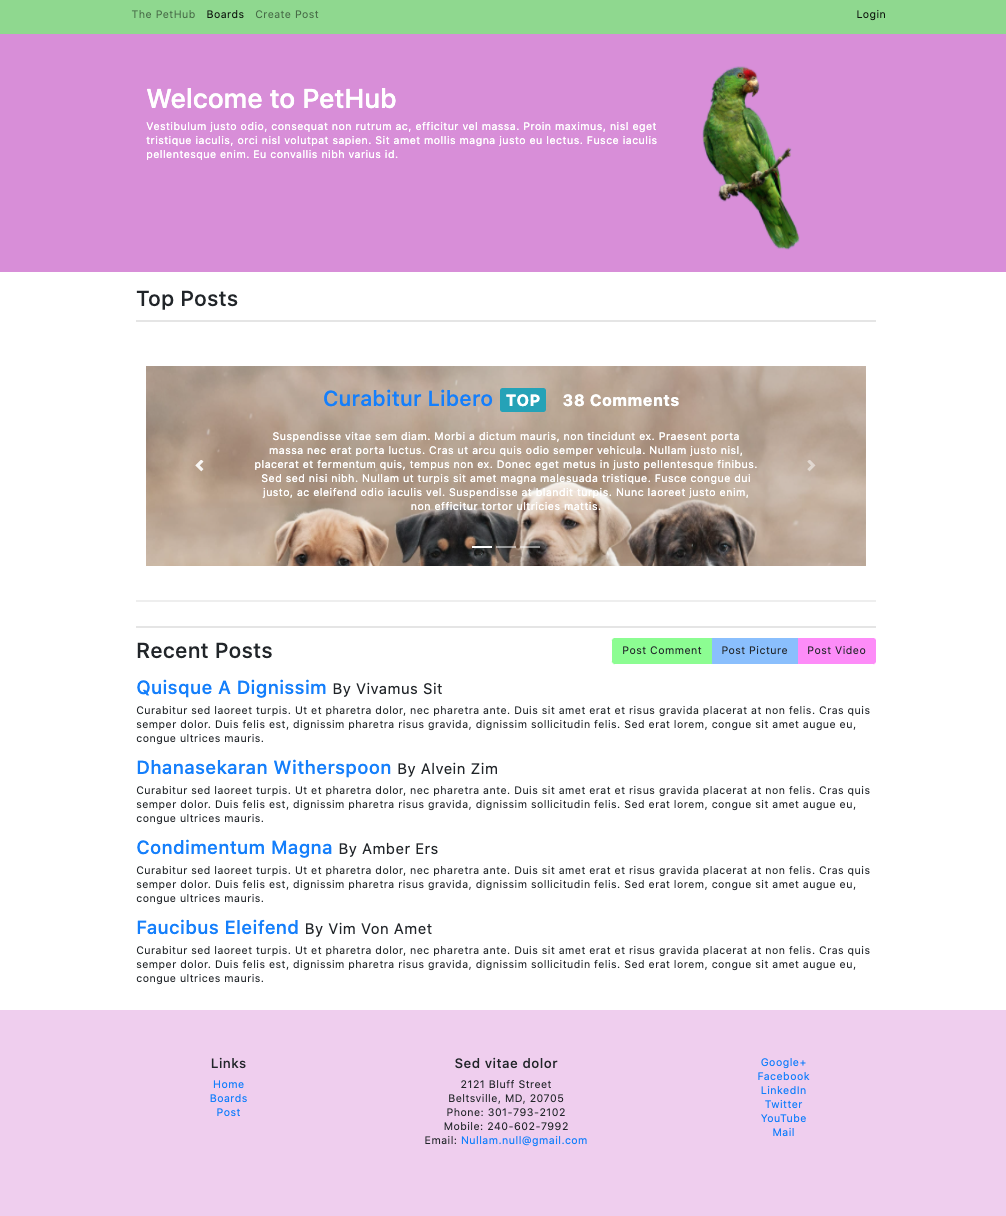 The PetHub Boards Create Post Login
Welcome to PetHub
Vestibulum justo odio, consequat non rutrum ac, efficitur vel massa. Proin maximus, nisl eget
tristique iaculis, orci nisl volutpat sapien. Sit amet mollis magna justo eu lectus. Fusce iaculis
pellentesque enim. Eu convallis nibh varius id.
Top Posts
Curabitur Libero TOP 38 Comments
Suspendisse vitae sem diam. Morbi a dictum mauris, non tincidunt ex. Praesent porta
massa nec erat porta luctus. Cras ut arcu quis odio semper vehicula. Nullam justo nisl,
placerat et fermentum quis, tempus non ex. Donec eget metus in justo pellentesque finibus.
Sed sed nisi nibh. Nullam ut turpis sit amet magna malesuada tristique. Fusce congue dui
justo, ac eleifend odio iaculis vel. Suspendisse at blandit turpis. Nunc laoreet justo enim,
non efficitur tortor ultricies mattis.
Recent Posts Post Comment Post Picture Post Video
Quisque A Dignissim By Vivamus Sit
Curabitur sed laoreet turpis. Ut et pharetra dolor, nec pharetra ante. Duis sit amet erat et risus gravida placerat at non felis. Cras quis
semper dolor. Duis felis est, dignissim pharetra risus gravida, dignissim sollicitudin felis. Sed erat lorem, congue sit amet augue eu,
congue ultrices mauris.
Dhanasekaran Witherspoon By Alvein Zim
Curabitur sed laoreet turpis. Ut et pharetra dolor, nec pharetra ante. Duis sit amet erat et risus gravida placerat at non felis. Cras quis
semper dolor. Duis felis est, dignissim pharetra risus gravida, dignissim sollicitudin felis. Sed erat lorem, congue sit amet augue eu,
congue ultrices mauris.
Condimentum Magna By Amber Ers
Curabitur sed laoreet turpis. Ut et pharetra dolor, nec pharetra ante. Duis sit amet erat et risus gravida placerat at non felis. Cras quis
semper dolor. Duis felis est, dignissim pharetra risus gravida, dignissim sollicitudin felis. Sed erat lorem, congue sit amet augue eu,
congue ultrices mauris.
Faucibus Eleifend By Vim Von Amet
Curabitur sed laoreet turpis. Ut et pharetra dolor, nec pharetra ante. Duis sit amet erat et risus gravida placerat at non felis. Cras quis
semper dolor. Duis felis est, dignissim pharetra risus gravida, dignissim sollicitudin felis. Sed erat lorem, congue sit amet augue eu,
congue ultrices mauris.
Links
Home
Boards
Post
Sed vitae dolor
2121 Bluff Street
Beltsville, MD, 20705
Phone: 301-793-2102
Mobile: 240-602-7992
Email: Nullam.null@gmail.com
Google+
Facebook
LinkedIn
Twitter
YouTube
Mail